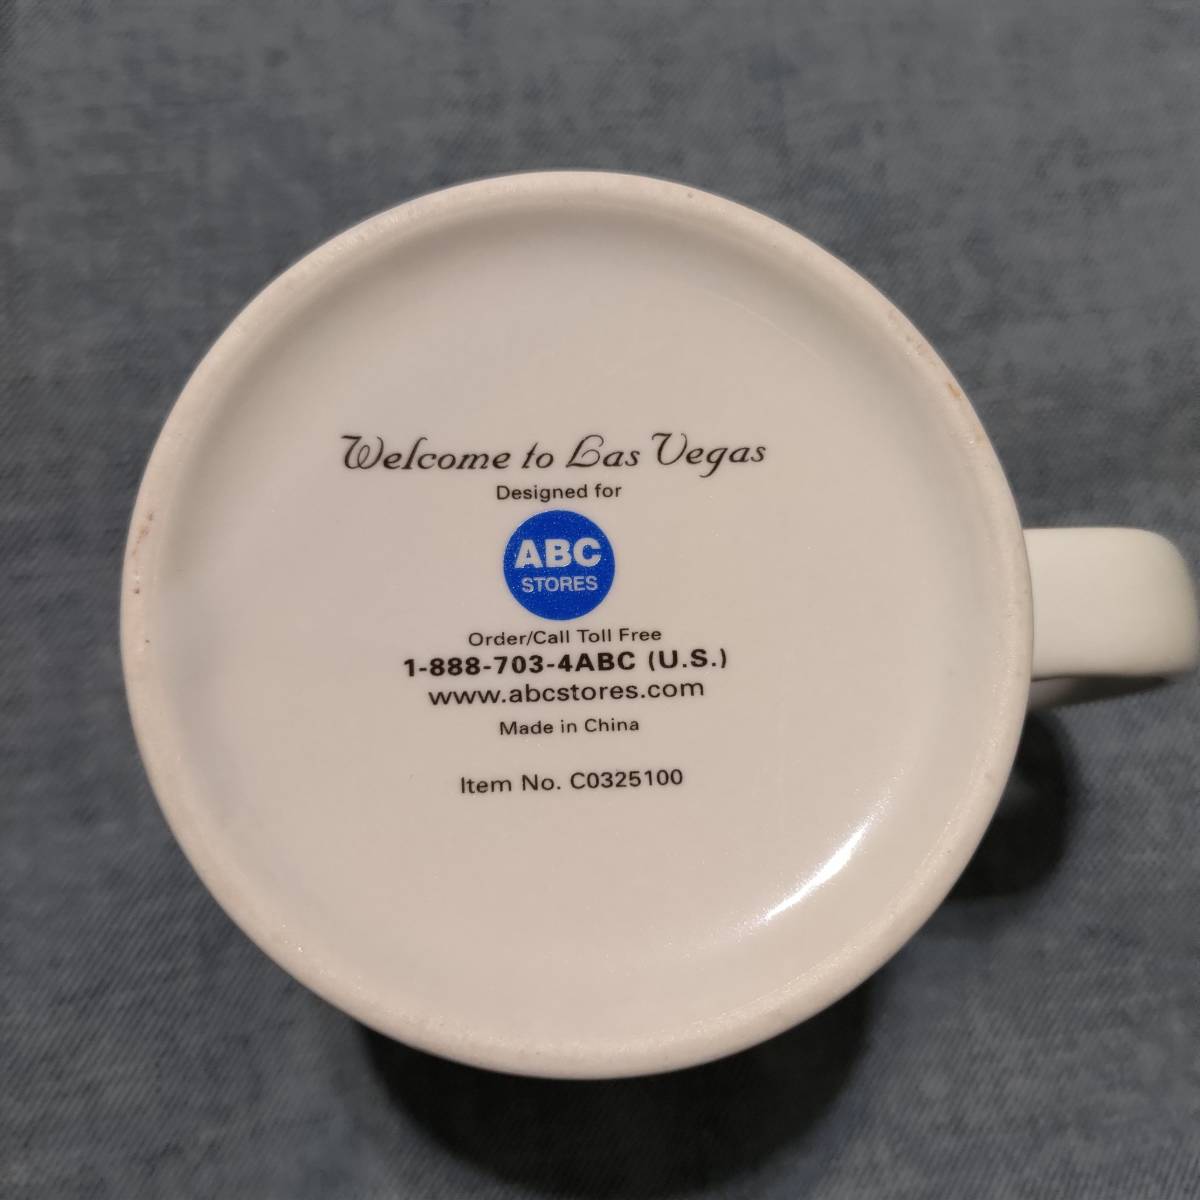 Welcome to Las Vegas
Designed for
ABC
STORES
Order/Call Toll Free
1-888-703-4ABC (U.S.)
www.abcstores.com
Made in China
Item No. C0325100